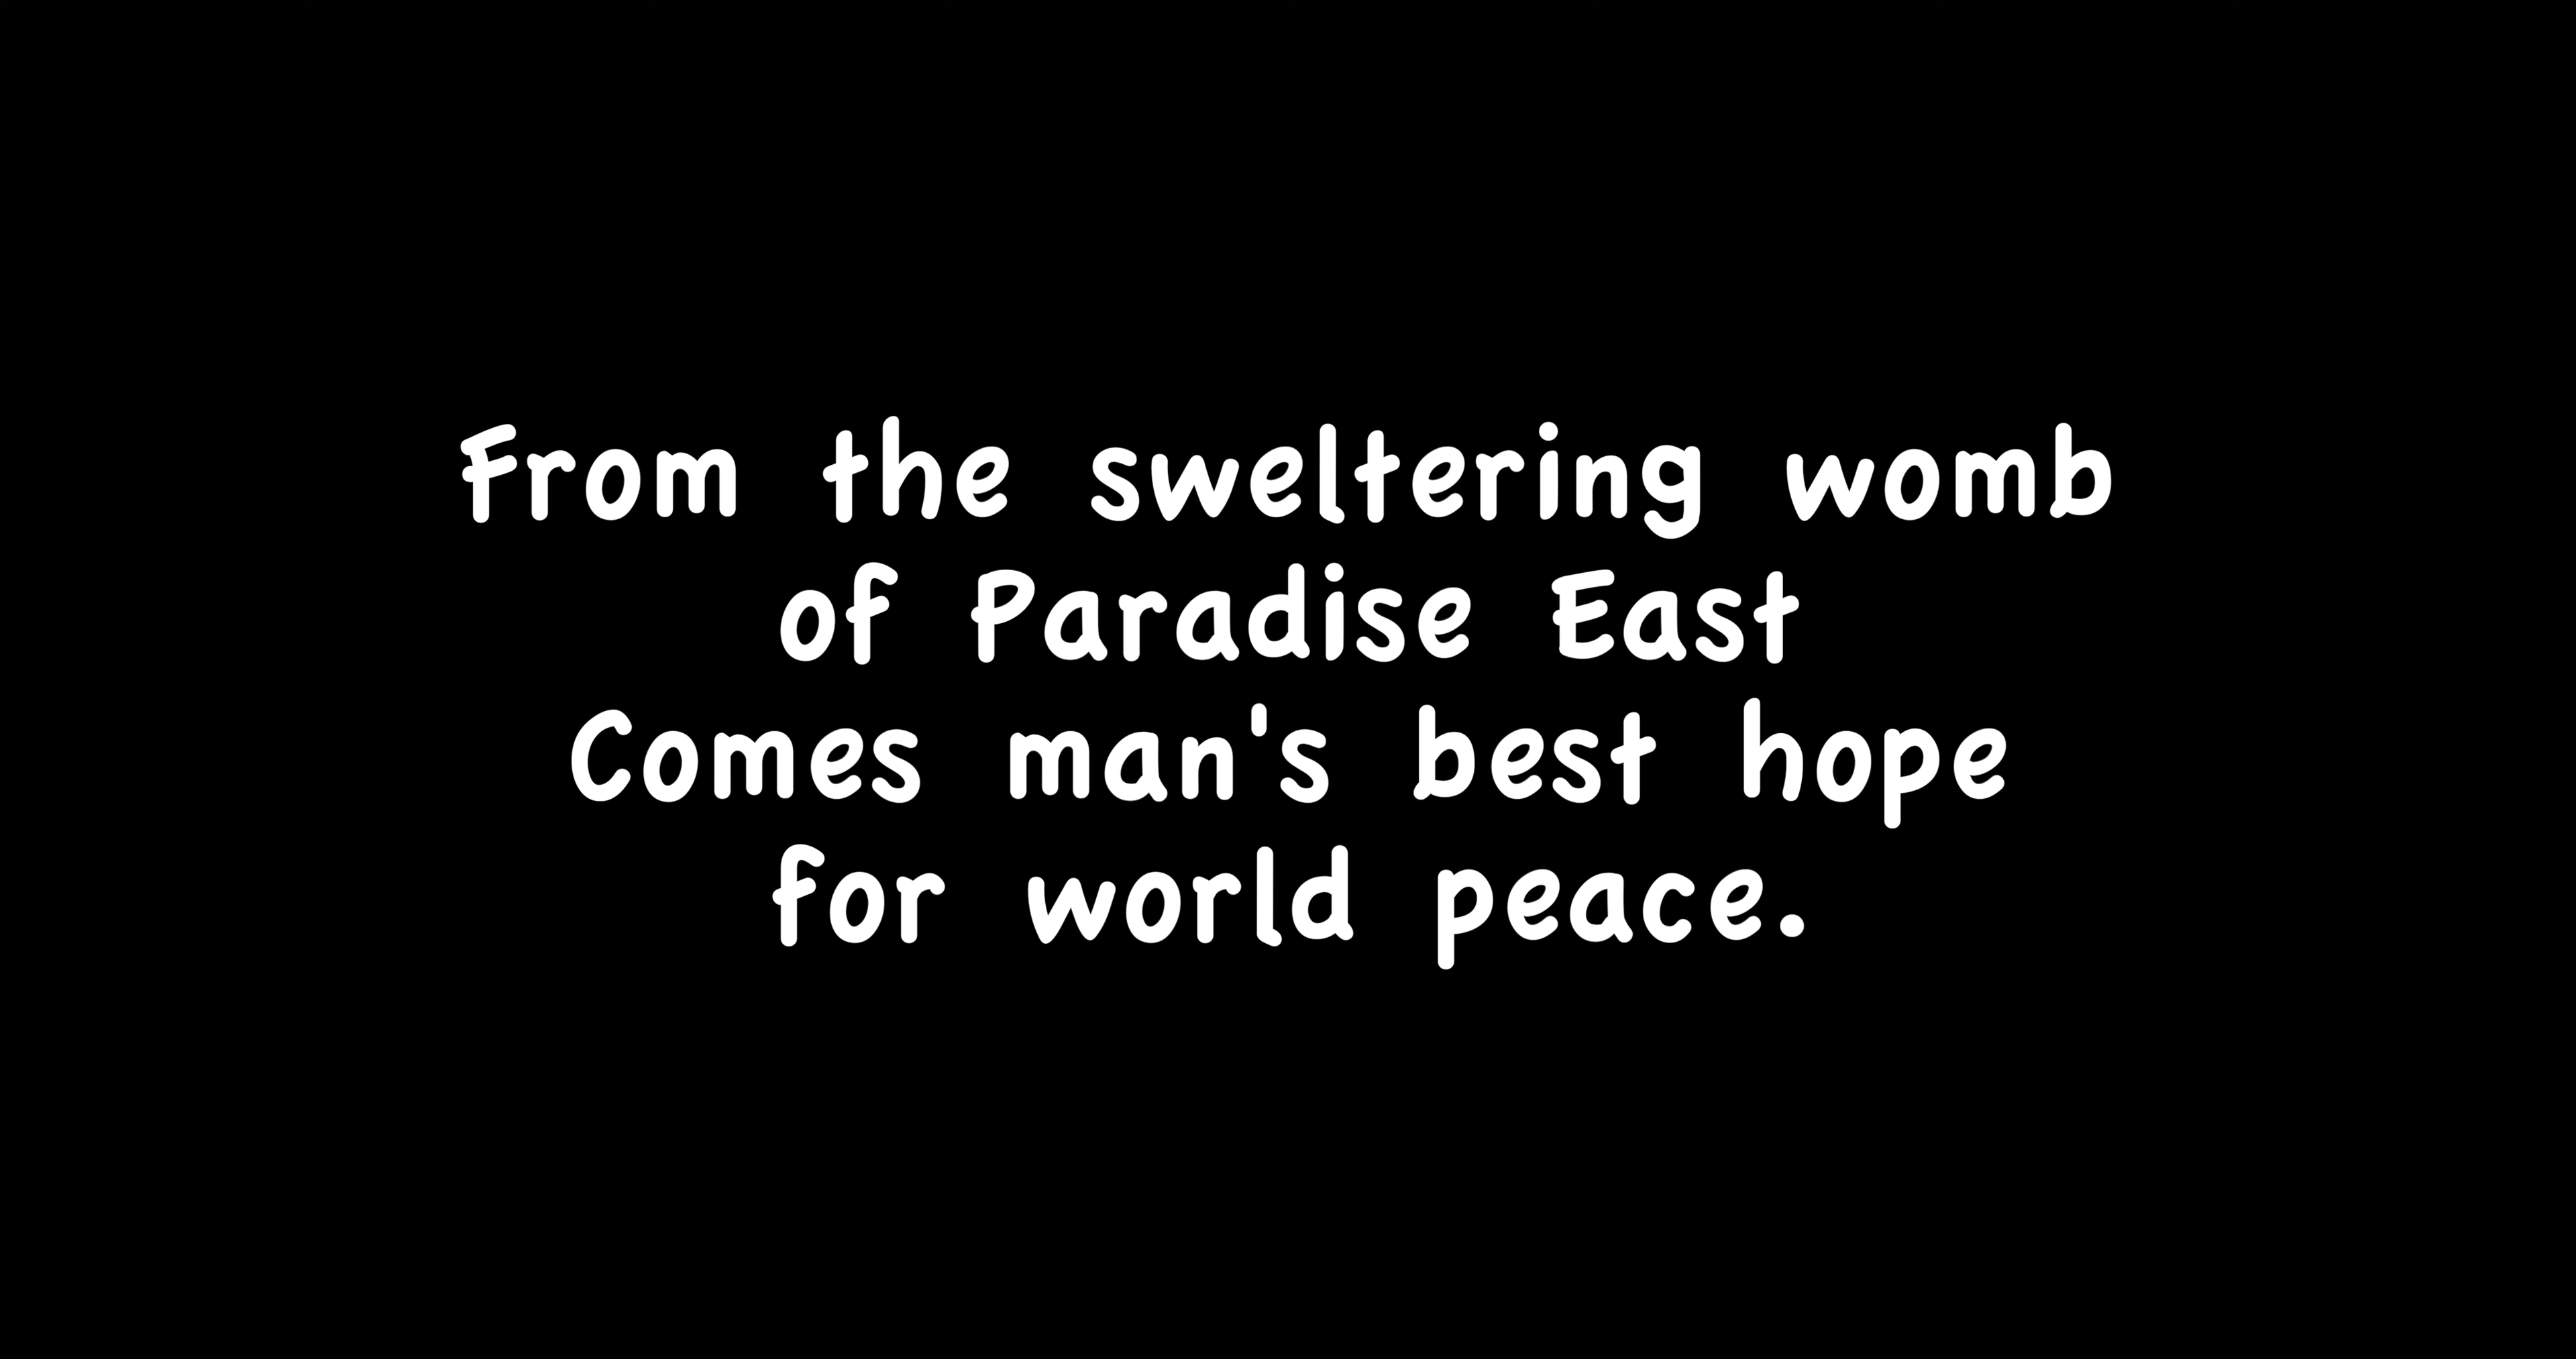 From the sweltering womb
of Paradise East
Comes man's best hope
for world peace.